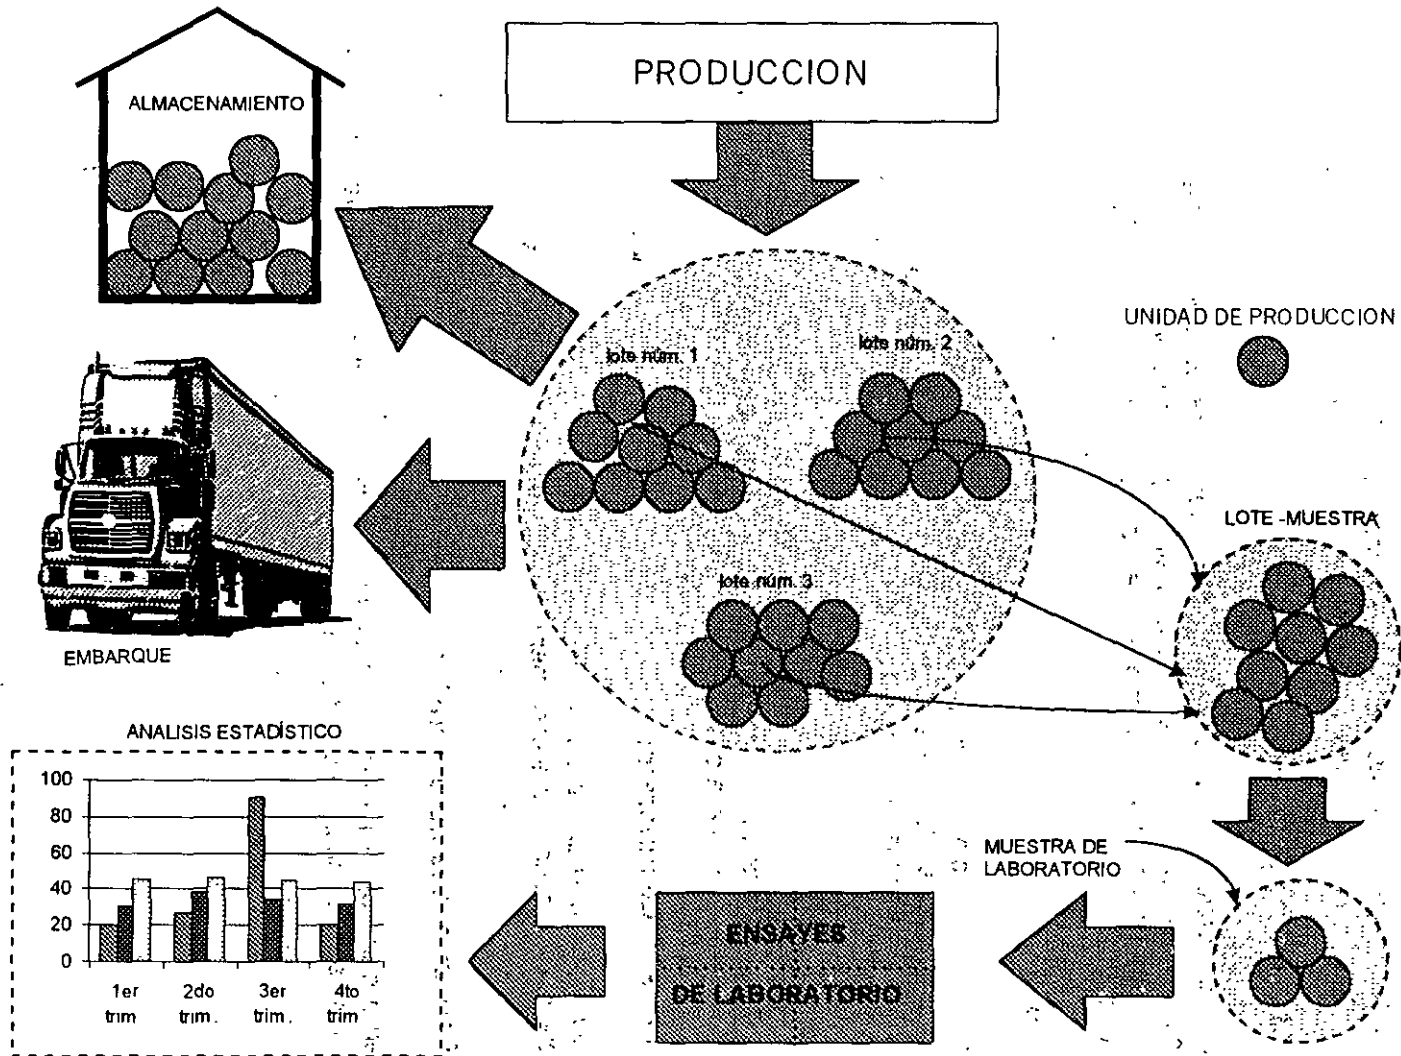 PRODUCCION
ALMACENAMIENTO
UNIDAD DE PRODUCCION
lote núm. 1
lote núm. 2
lote núm. 3
LOTE -MUESTRA
EMBARQUE
ANALISIS ESTADÍSTICO
100
80
60
40
20
0
1er 2do 3er 4to
trim trim. trim. trim
MUESTRA DE
LABORATORIO
ENSAYES
DE LABORATORIO